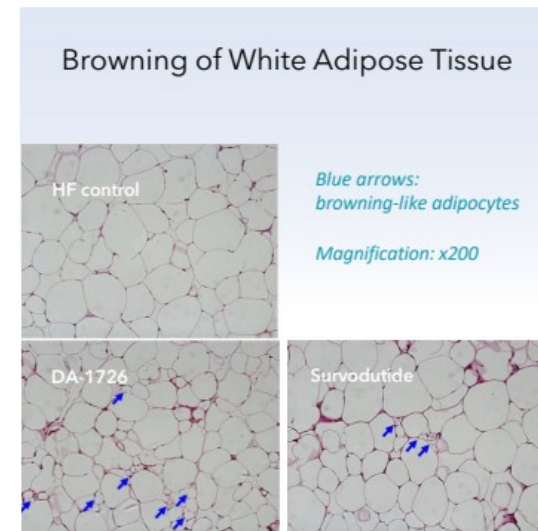 Browning of White Adipose Tissue
HF control
Blue arrows:
browning-like adipocytes
Magnification: x200
DA-1726
Survodutide